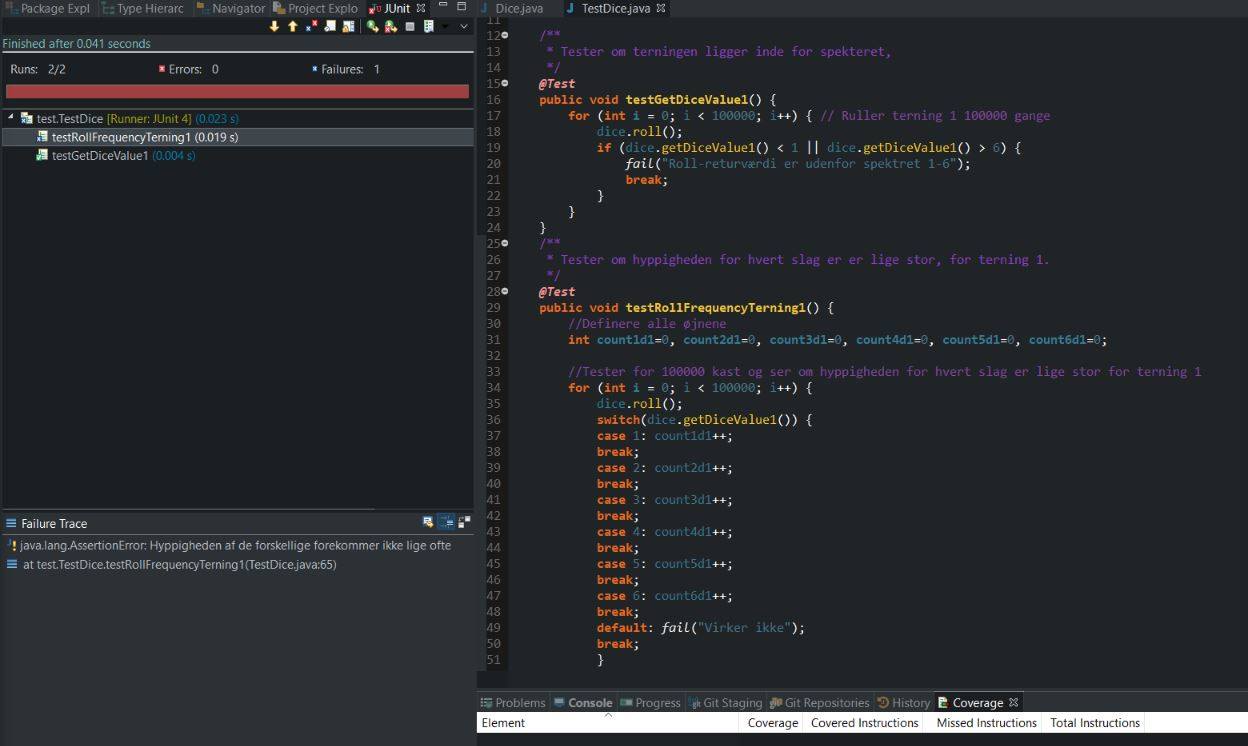 Package Expl
Type Hierarc
Navigator
Project Explo
JUnit
Finished after 0.041 seconds
Runs: 2/2
Errors: 0
Failures: 1
test.TestDice [Runner: JUnit 4] (0.023 s)
testRollFrequencyTerning1 (0.019 s)
testGetDiceValue1 (0.004 s)
Failure Trace
java.lang.AssertionError: Hyppigheden af de forskellige forekommer ikke lige ofte
at test.TestDice.testRollFrequencyTerning1(TestDice.java:65)
Dice.java
TestDice.java
11
12 /**
13 * Tester om terningen ligger inde for spekteret,
14 */
15 @Test
16 public void testGetDiceValue1() {
17 for (int i = 0; i < 100000; i++) { // Ruller terning 1 100000 gange
18 dice.roll();
19 if (dice.getDiceValue1() < 1 || dice.getDiceValue1() > 6) {
20 fail("Roll-returværdi er udenfor spektret 1-6");
21 break;
22 }
23 }
24 }
25 /**
26 * Tester om hyppigheden for hvert slag er er lige stor, for terning 1.
27 */
28 @Test
29 public void testRollFrequencyTerning1() {
30 //Definere alle øjnene
31 int count1d1=0, count2d1=0, count3d1=0, count4d1=0, count5d1=0, count6d1=0;
32
33 //Tester for 100000 kast og ser om hyppigheden for hvert slag er lige stor for terning 1
34 for (int i = 0; i < 100000; i++) {
35 dice.roll();
36 switch(dice.getDiceValue1()) {
37 case 1: count1d1++;
38 break;
39 case 2: count2d1++;
40 break;
41 case 3: count3d1++;
42 break;
43 case 4: count4d1++;
44 break;
45 case 5: count5d1++;
46 break;
47 case 6: count6d1++;
48 break;
49 default: fail("Virker ikke");
50 break;
51 }
Problems
Console
Progress
Git Staging
Git Repositories
History
Coverage
Element
Coverage
Covered Instructions
Missed Instructions
Total Instructions